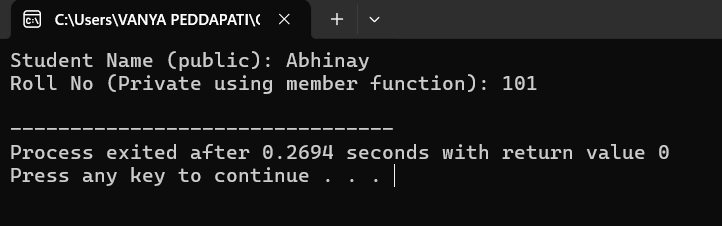 C:\Users\VANYA PEDDAPATI\C
Student Name (public): Abhinay
Roll No (Private using member function): 101
--------------------------------
Process exited after 0.2694 seconds with return value 0
Press any key to continue . . .